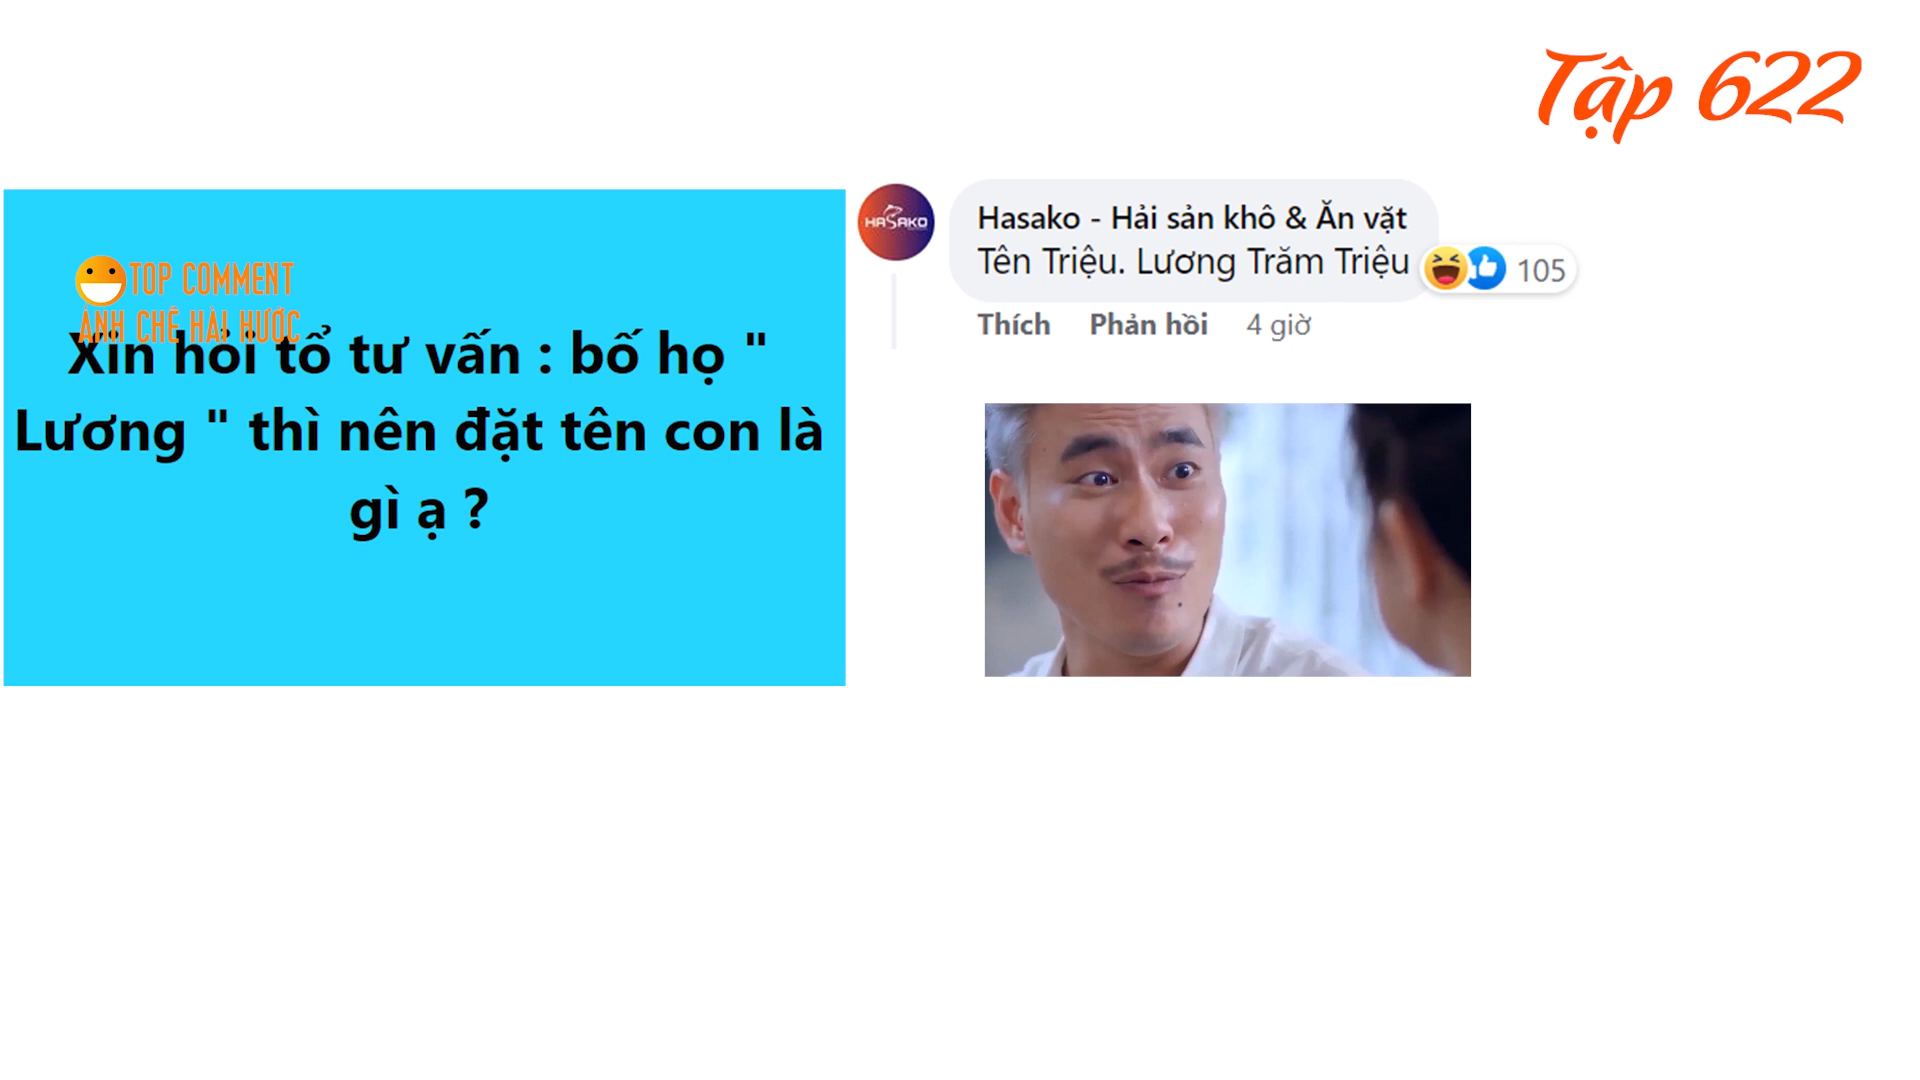 Tập 622
TOP COMMENT
ẢNH CHẾ HÀI HƯỚC
Xin hỏi tổ tư vấn : bố họ "
Lương " thì nên đặt tên con là
gì ạ ?
HASAKO
Hasako - Hải sản khô & Ăn vặt
Tên Triệu. Lương Trăm Triệu
105
Thích Phản hồi 4 giờ